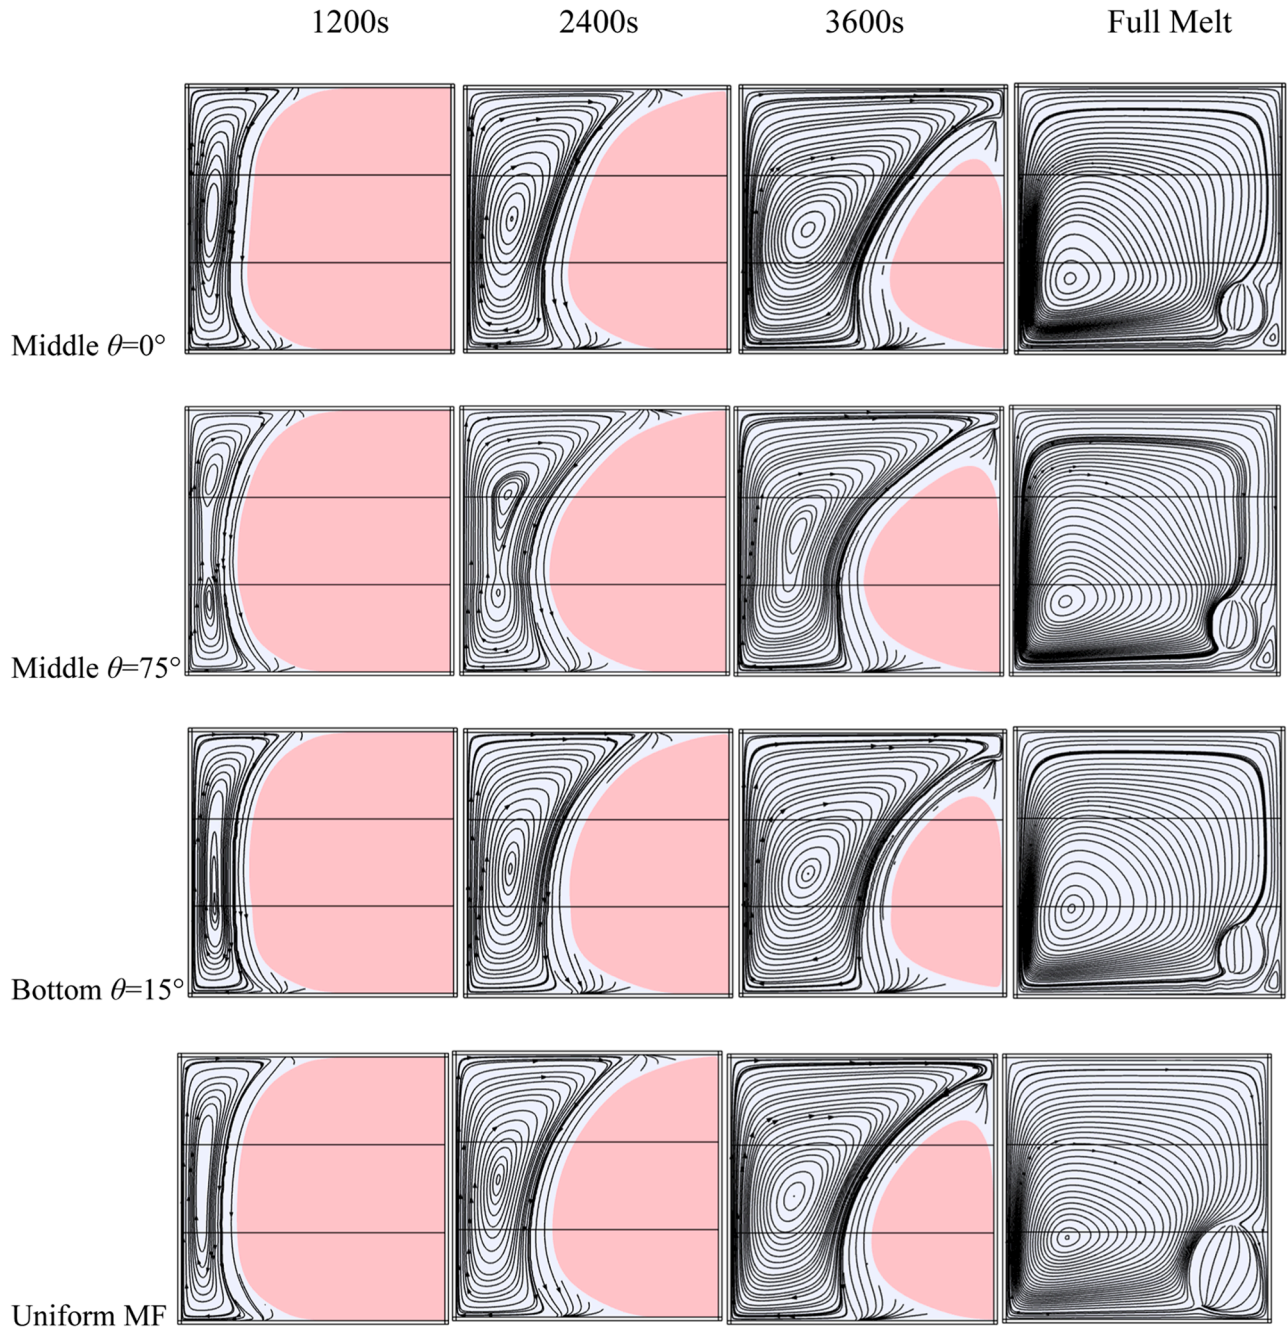 1200s 2400s 3600s Full Melt
Middle θ=0°
Middle θ=75°
Bottom θ=15°
Uniform MF